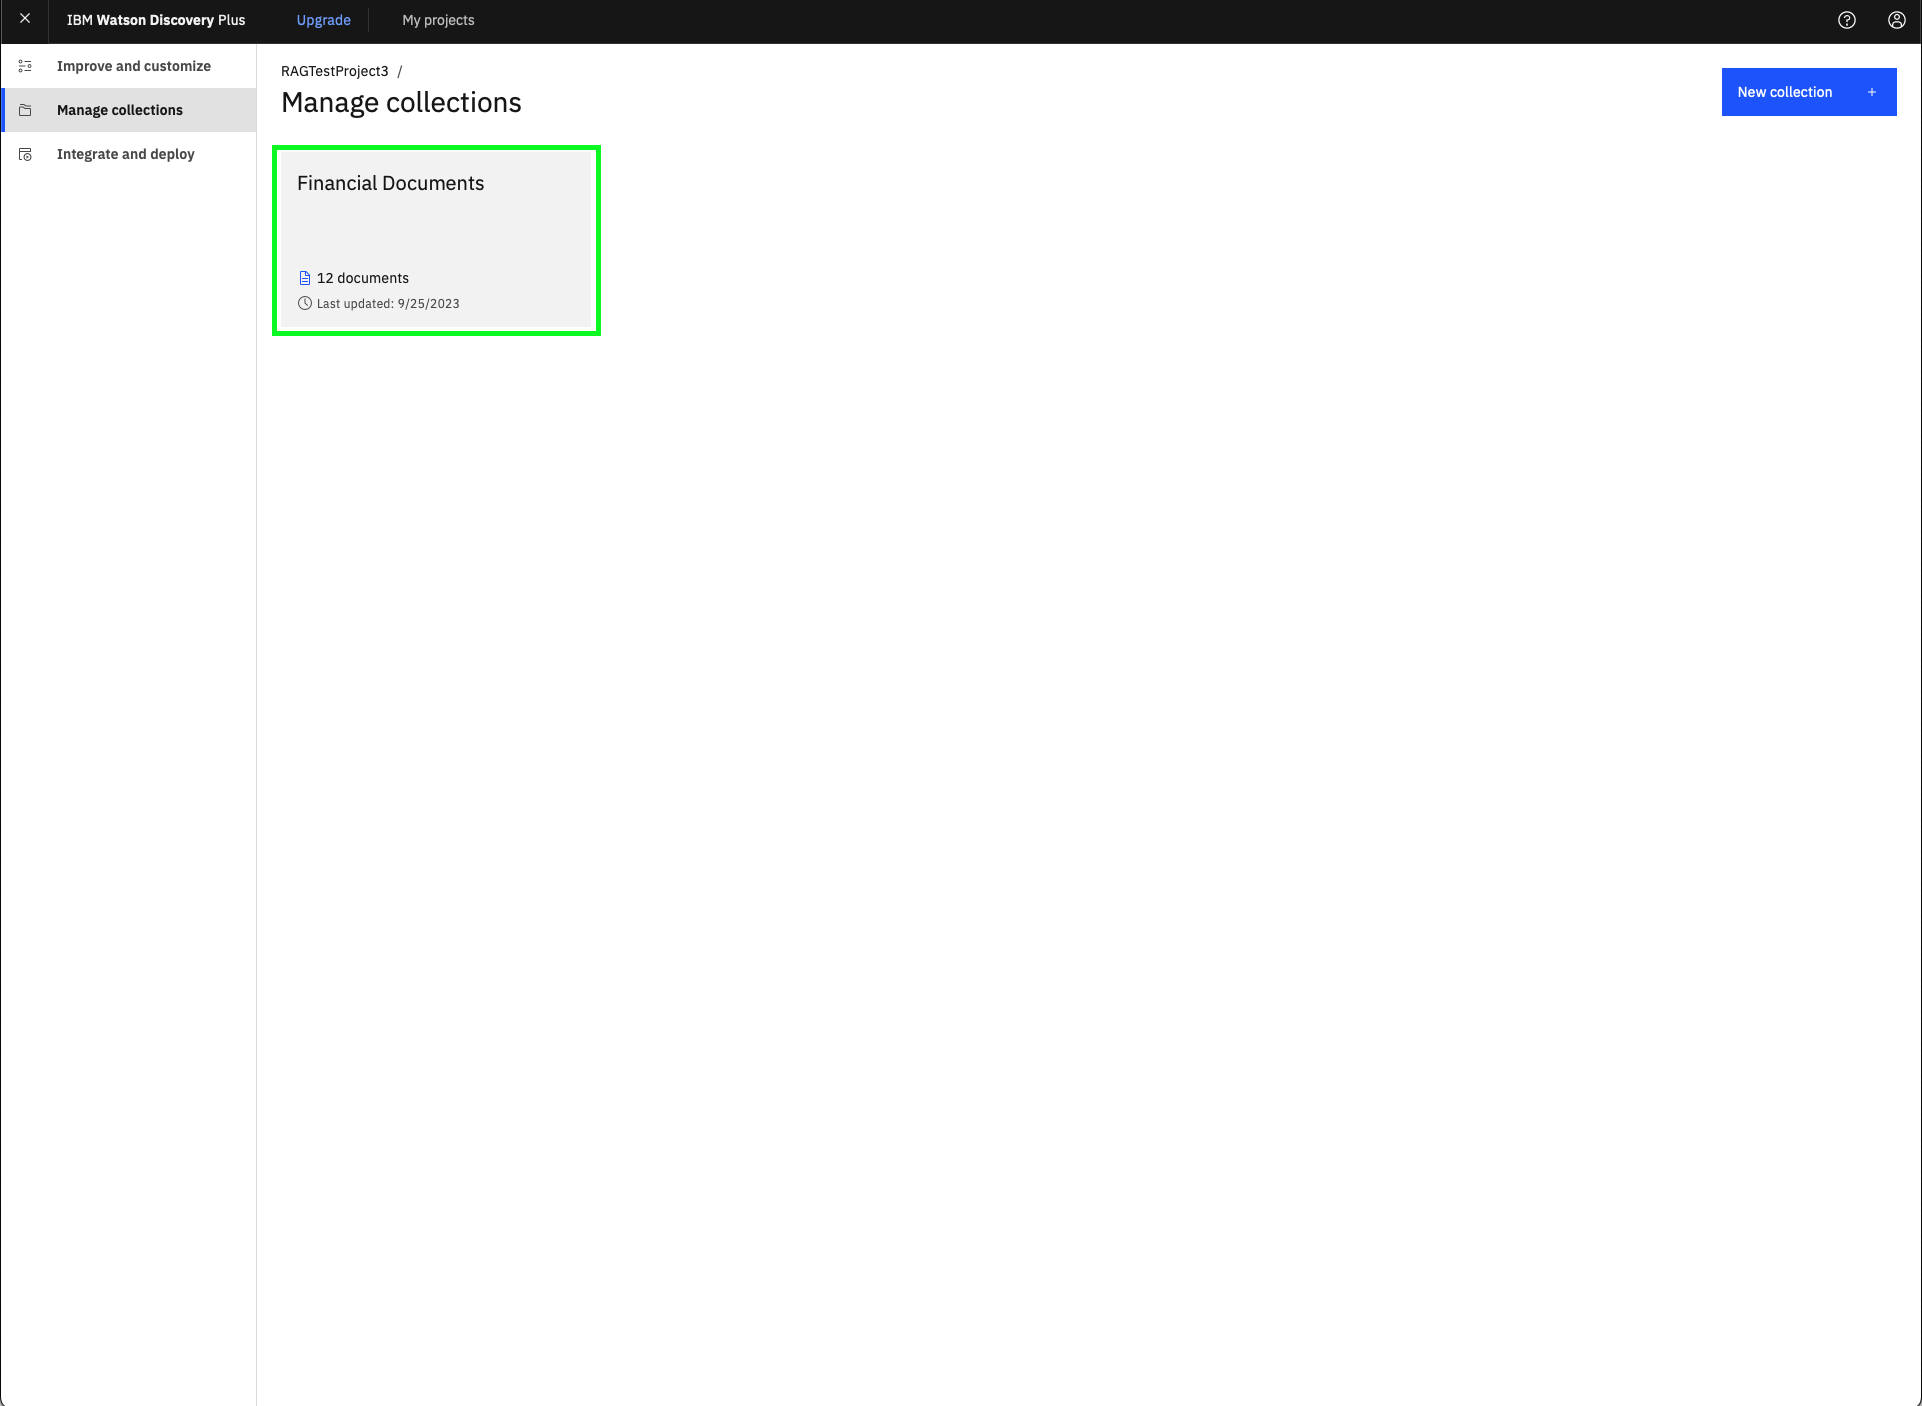 IBM Watson Discovery Plus
Upgrade
My projects
Improve and customize
Manage collections
Integrate and deploy
RAGTestProject3 /
Manage collections
New collection +
Financial Documents
12 documents
Last updated: 9/25/2023